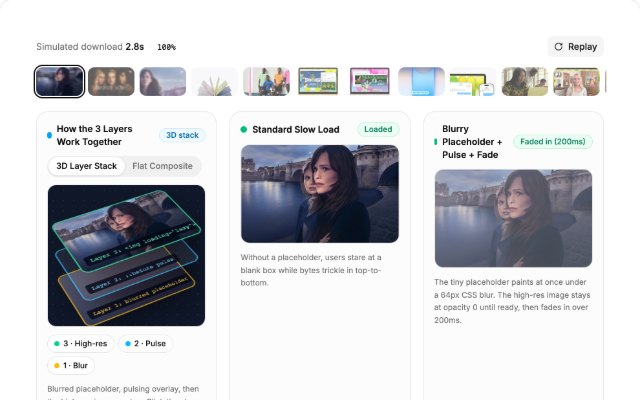 Simulated download 2.8s 100%
Replay
How the 3 Layers
Work Together
3D stack
3D Layer Stack
Flat Composite
Layer 3: <img loading="lazy"
Layer 2: ::before pulse
Layer 1: blurred placeholder
3 · High-res
2 · Pulse
1 · Blur
Blurred placeholder, pulsing overlay, then
Standard Slow Load
Loaded
Without a placeholder, users stare at a
blank box while bytes trickle in top-to-
bottom.
Blurry
Placeholder +
Pulse + Fade
Faded in (200ms)
The tiny placeholder paints at once under
a 64px CSS blur. The high-res image stays
at opacity 0 until ready, then fades in over
200ms.